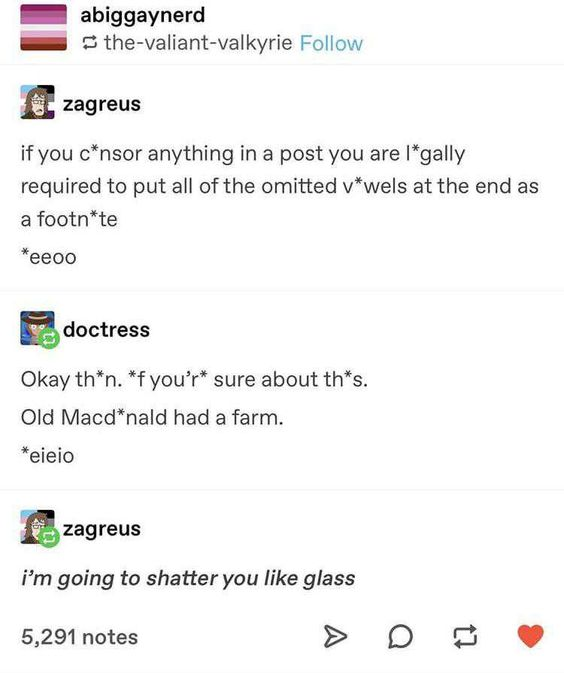 abiggaynerd
the-valiant-valkyrie Follow
zagreus
if you c*nsor anything in a post you are l*gally
required to put all of the omitted v*wels at the end as
a footn*te
*eeoo
doctress
Okay th*n. *f you'r* sure about th*s.
Old Macd*nald had a farm.
*eieio
zagreus
i'm going to shatter you like glass
5,291 notes